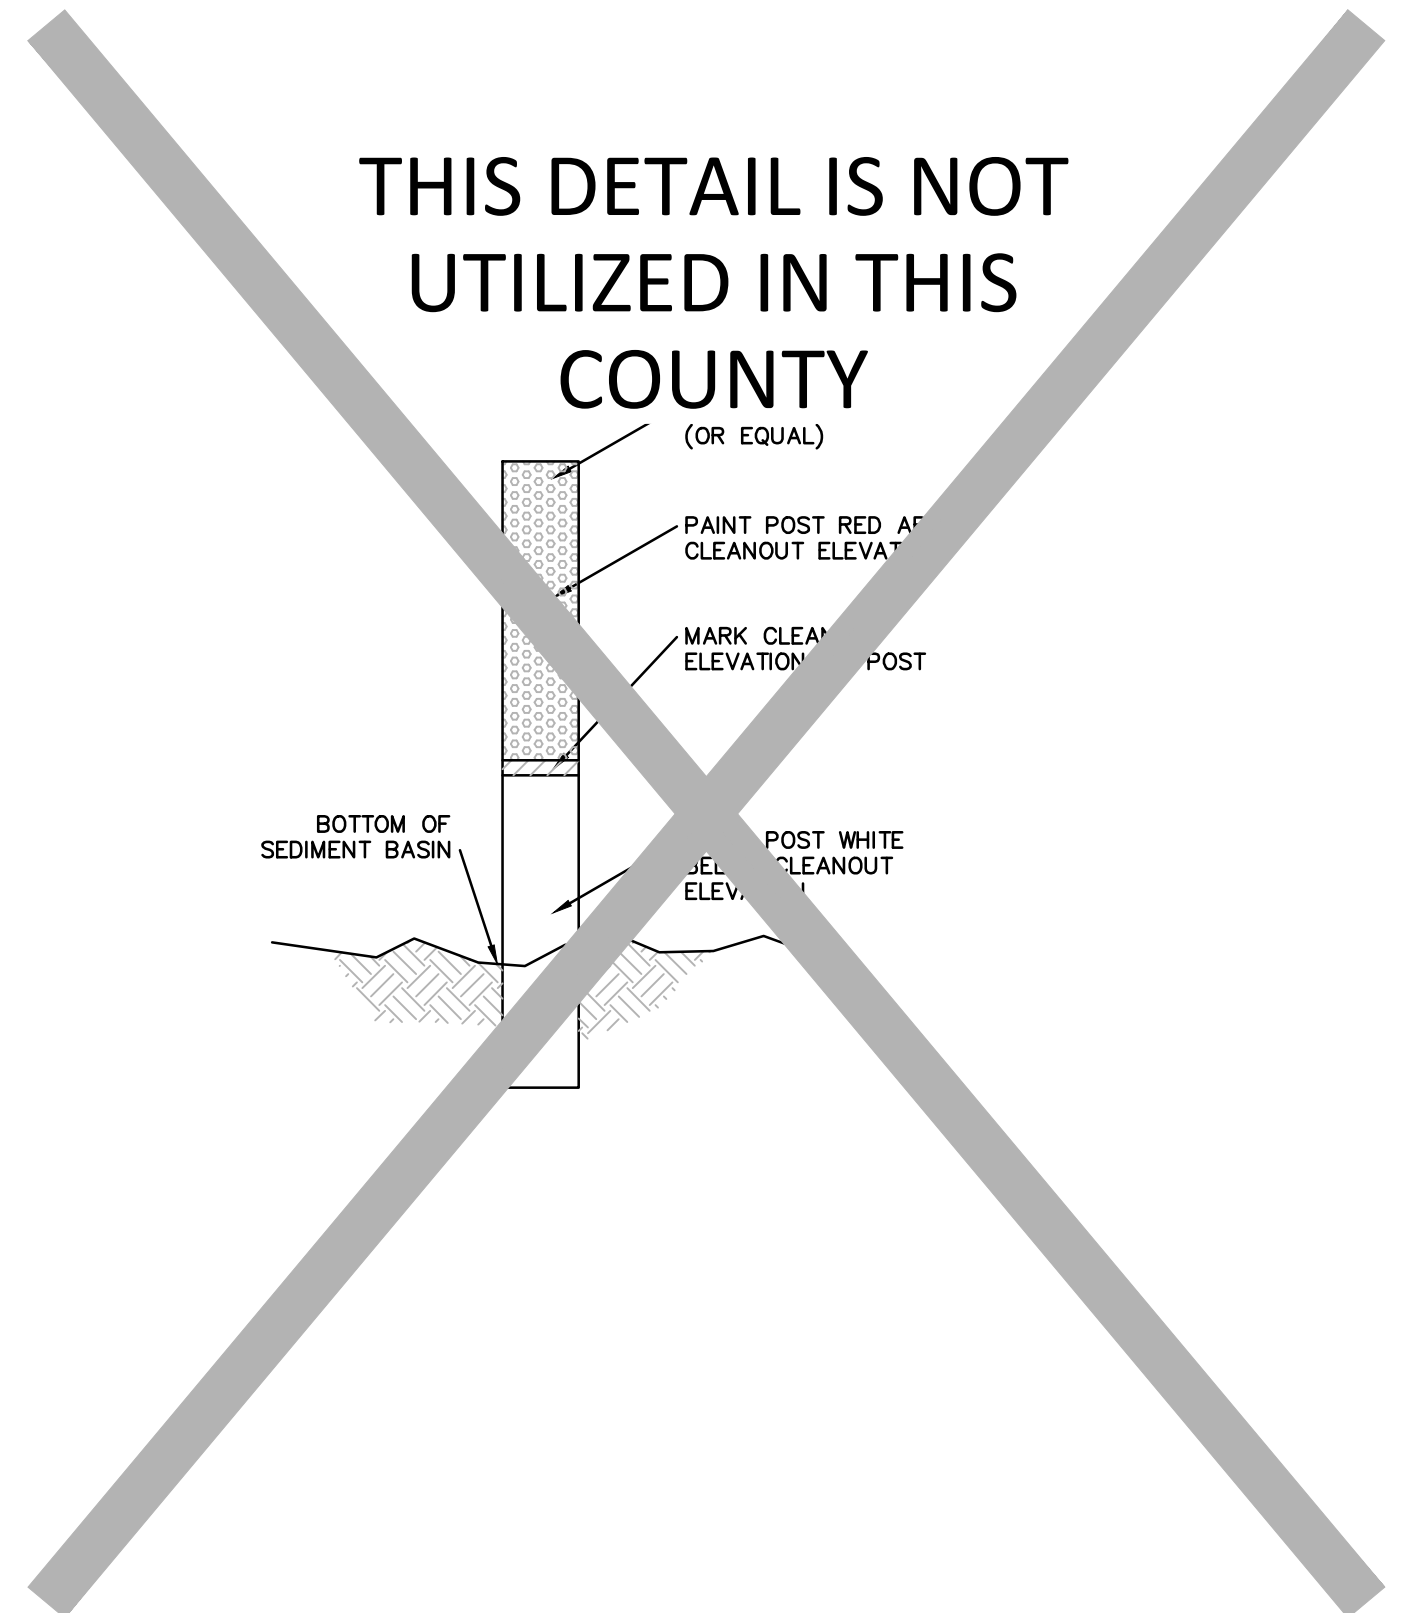 THIS DETAIL IS NOT
UTILIZED IN THIS
COUNTY
(OR EQUAL)
PAINT POST RED
CLEANOUT
MARK
ELEVATION POST
BOTTOM OF
SEDIMENT BASIN
POST WHITE
CLEANOUT